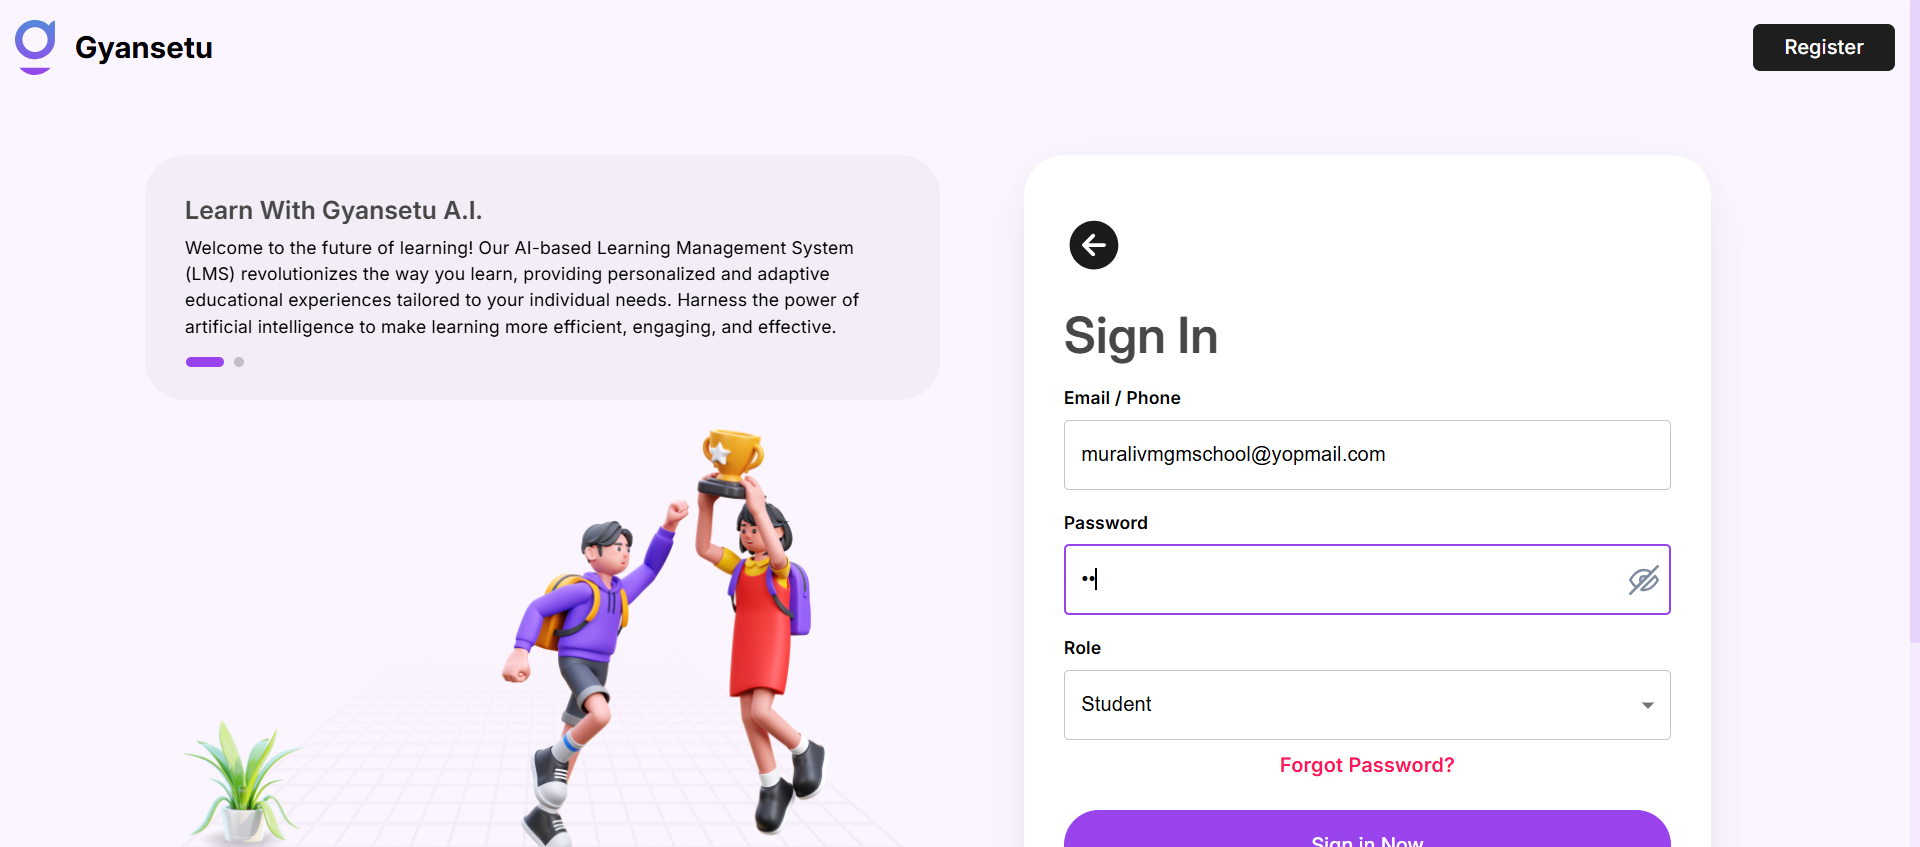 Gyansetu
Register
Learn With Gyansetu A.I.
Welcome to the future of learning! Our AI-based Learning Management System
(LMS) revolutionizes the way you learn, providing personalized and adaptive
educational experiences tailored to your individual needs. Harness the power of
artificial intelligence to make learning more efficient, engaging, and effective.
Sign In
Email / Phone
muralivmgmschool@yopmail.com
Password
••
Role
Student
Forgot Password?
Sign in Now